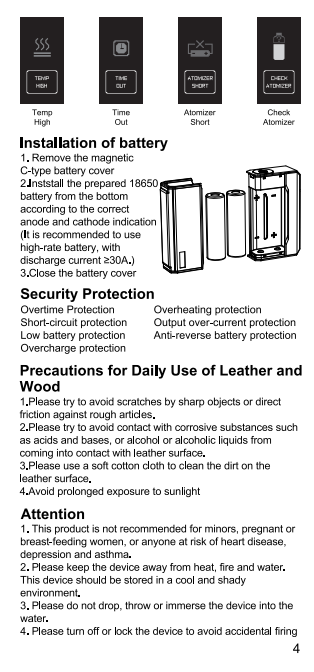 TEMP
HIGH
TIME
OUT
ATOMIZER
SHORT
CHECK
ATOMIZER
Temp
High
Time
Out
Atomizer
Short
Check
Atomizer
Installation of battery
1. Remove the magnetic
C-type battery cover
2.Inststall the prepared 18650
battery from the bottom
according to the correct
anode and cathode indication
(It is recommended to use
high-rate battery, with
discharge current ≥30A.)
3.Close the battery cover
Security Protection
Overtime Protection Overheating protection
Short-circuit protection Output over-current protection
Low battery protection Anti-reverse battery protection
Overcharge protection
Precautions for Daily Use of Leather and
Wood
1.Please try to avoid scratches by sharp objects or direct
friction against rough articles.
2.Please try to avoid contact with corrosive substances such
as acids and bases, or alcohol or alcoholic liquids from
coming into contact with leather surface.
3.Please use a soft cotton cloth to clean the dirt on the
leather surface.
4.Avoid prolonged exposure to sunlight
Attention
1. This product is not recommended for minors, pregnant or
breast-feeding women, or anyone at risk of heart disease,
depression and asthma.
2. Please keep the device away from heat, fire and water.
This device should be stored in a cool and shady
environment.
3. Please do not drop, throw or immerse the device into the
water.
4. Please turn off or lock the device to avoid accidental firing
4